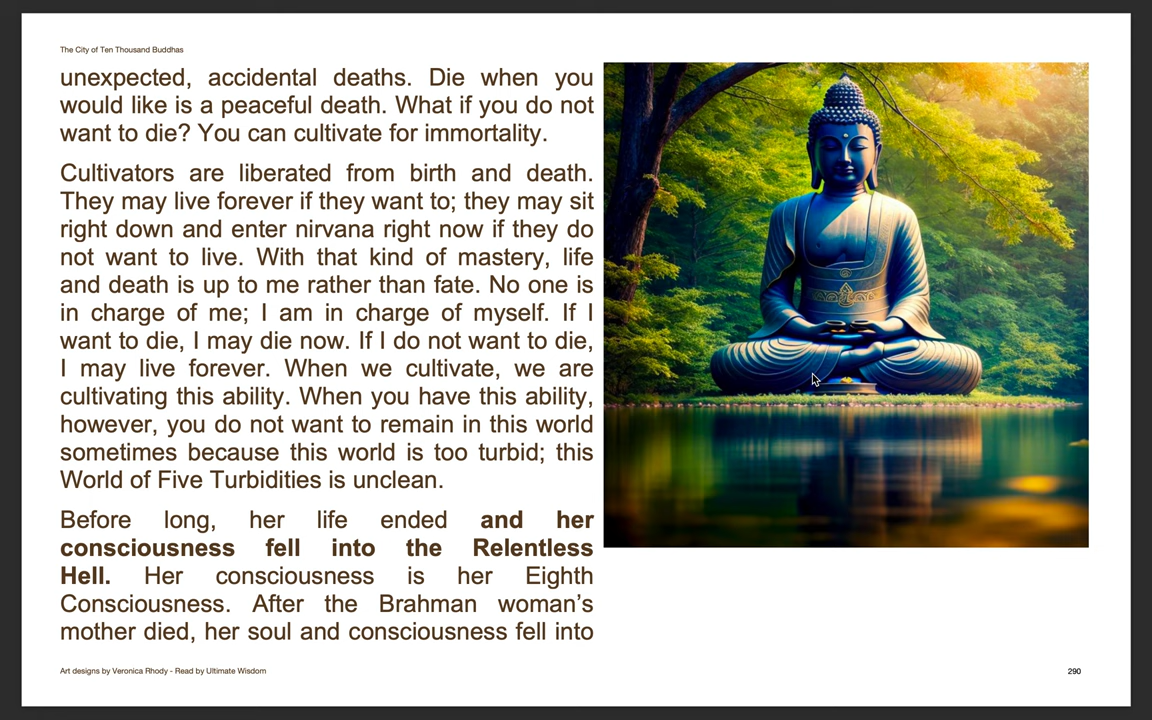 The City of Ten Thousand Buddhas
unexpected, accidental deaths. Die when you
would like is a peaceful death. What if you do not
want to die? You can cultivate for immortality.
Cultivators are liberated from birth and death.
They may live forever if they want to; they may sit
right down and enter nirvana right now if they do
not want to live. With that kind of mastery, life
and death is up to me rather than fate. No one is
in charge of me; I am in charge of myself. If I
want to die, I may die now. If I do not want to die,
I may live forever. When we cultivate, we are
cultivating this ability. When you have this ability,
however, you do not want to remain in this world
sometimes because this world is too turbid; this
World of Five Turbidities is unclean.
Before long, her life ended and her
consciousness fell into the Relentless
Hell. Her consciousness is her Eighth
Consciousness. After the Brahman woman’s
mother died, her soul and consciousness fell into
Art designs by Veronica Rhody - Read by Ultimate Wisdom
290